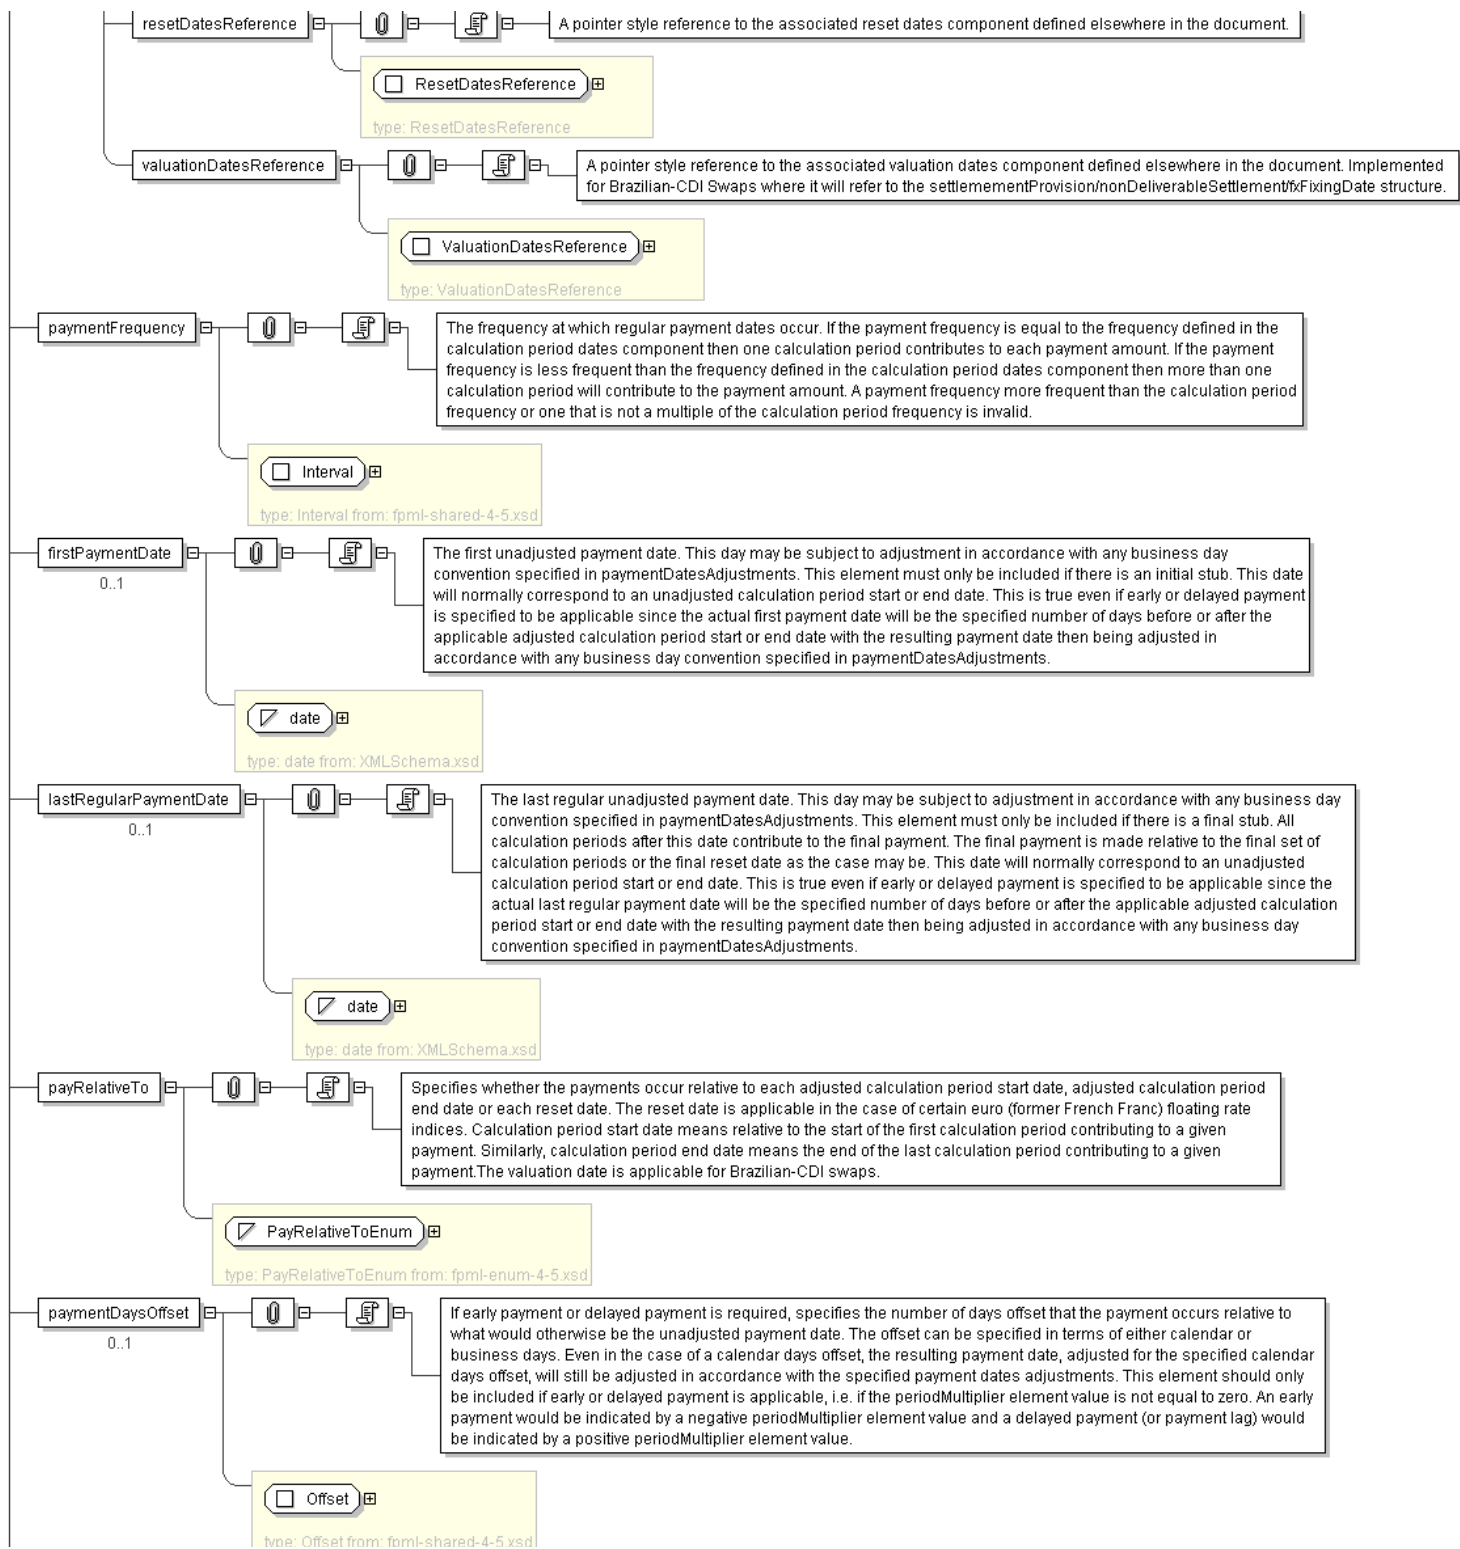 resetDatesReference
A pointer style reference to the associated reset dates component defined elsewhere in the document.
ResetDatesReference
type: ResetDatesReference
valuationDatesReference
A pointer style reference to the associated valuation dates component defined elsewhere in the document. Implemented
for Brazilian-CDI Swaps where it will refer to the settlemementProvision/nonDeliverableSettlement/fxFixingDate structure.
ValuationDatesReference
type: ValuationDatesReference
paymentFrequency
The frequency at which regular payment dates occur. If the payment frequency is equal to the frequency defined in the
calculation period dates component then one calculation period contributes to each payment amount. If the payment
frequency is less frequent than the frequency defined in the calculation period dates component then more than one
calculation period will contribute to the payment amount. A payment frequency more frequent than the calculation period
frequency or one that is not a multiple of the calculation period frequency is invalid.
Interval
type: Interval from: fpml-shared-4-5.xsd
firstPaymentDate
0..1
The first unadjusted payment date. This day may be subject to adjustment in accordance with any business day
convention specified in paymentDatesAdjustments. This element must only be included if there is an initial stub. This date
will normally correspond to an unadjusted calculation period start or end date. This is true even if early or delayed payment
is specified to be applicable since the actual first payment date will be the specified number of days before or after the
applicable adjusted calculation period start or end date with the resulting payment date then being adjusted in
accordance with any business day convention specified in paymentDatesAdjustments.
date
type: date from: XMLSchema.xsd
lastRegularPaymentDate
0..1
The last regular unadjusted payment date. This day may be subject to adjustment in accordance with any business day
convention specified in paymentDatesAdjustments. This element must only be included if there is a final stub. All
calculation periods after this date contribute to the final payment. The final payment is made relative to the final set of
calculation periods or the final reset date as the case may be. This date will normally correspond to an unadjusted
calculation period start or end date. This is true even if early or delayed payment is specified to be applicable since the
actual last regular payment date will be the specified number of days before or after the applicable adjusted calculation
period start or end date with the resulting payment date then being adjusted in accordance with any business day
convention specified in paymentDatesAdjustments.
date
type: date from: XMLSchema.xsd
payRelativeTo
Specifies whether the payments occur relative to each adjusted calculation period start date, adjusted calculation period
end date or each reset date. The reset date is applicable in the case of certain euro (former French Franc) floating rate
indices. Calculation period start date means relative to the start of the first calculation period contributing to a given
payment. Similarly, calculation period end date means the end of the last calculation period contributing to a given
payment.The valuation date is applicable for Brazilian-CDI swaps.
PayRelativeToEnum
type: PayRelativeToEnum from: fpml-enum-4-5.xsd
paymentDaysOffset
0..1
If early payment or delayed payment is required, specifies the number of days offset that the payment occurs relative to
what would otherwise be the unadjusted payment date. The offset can be specified in terms of either calendar or
business days. Even in the case of a calendar days offset, the resulting payment date, adjusted for the specified calendar
days offset, will still be adjusted in accordance with the specified payment dates adjustments. This element should only
be included if early or delayed payment is applicable, i.e. if the periodMultiplier element value is not equal to zero. An early
payment would be indicated by a negative periodMultiplier element value and a delayed payment (or payment lag) would
be indicated by a positive periodMultiplier element value.
Offset
type: Offset from: fpml-shared-4-5.xsd